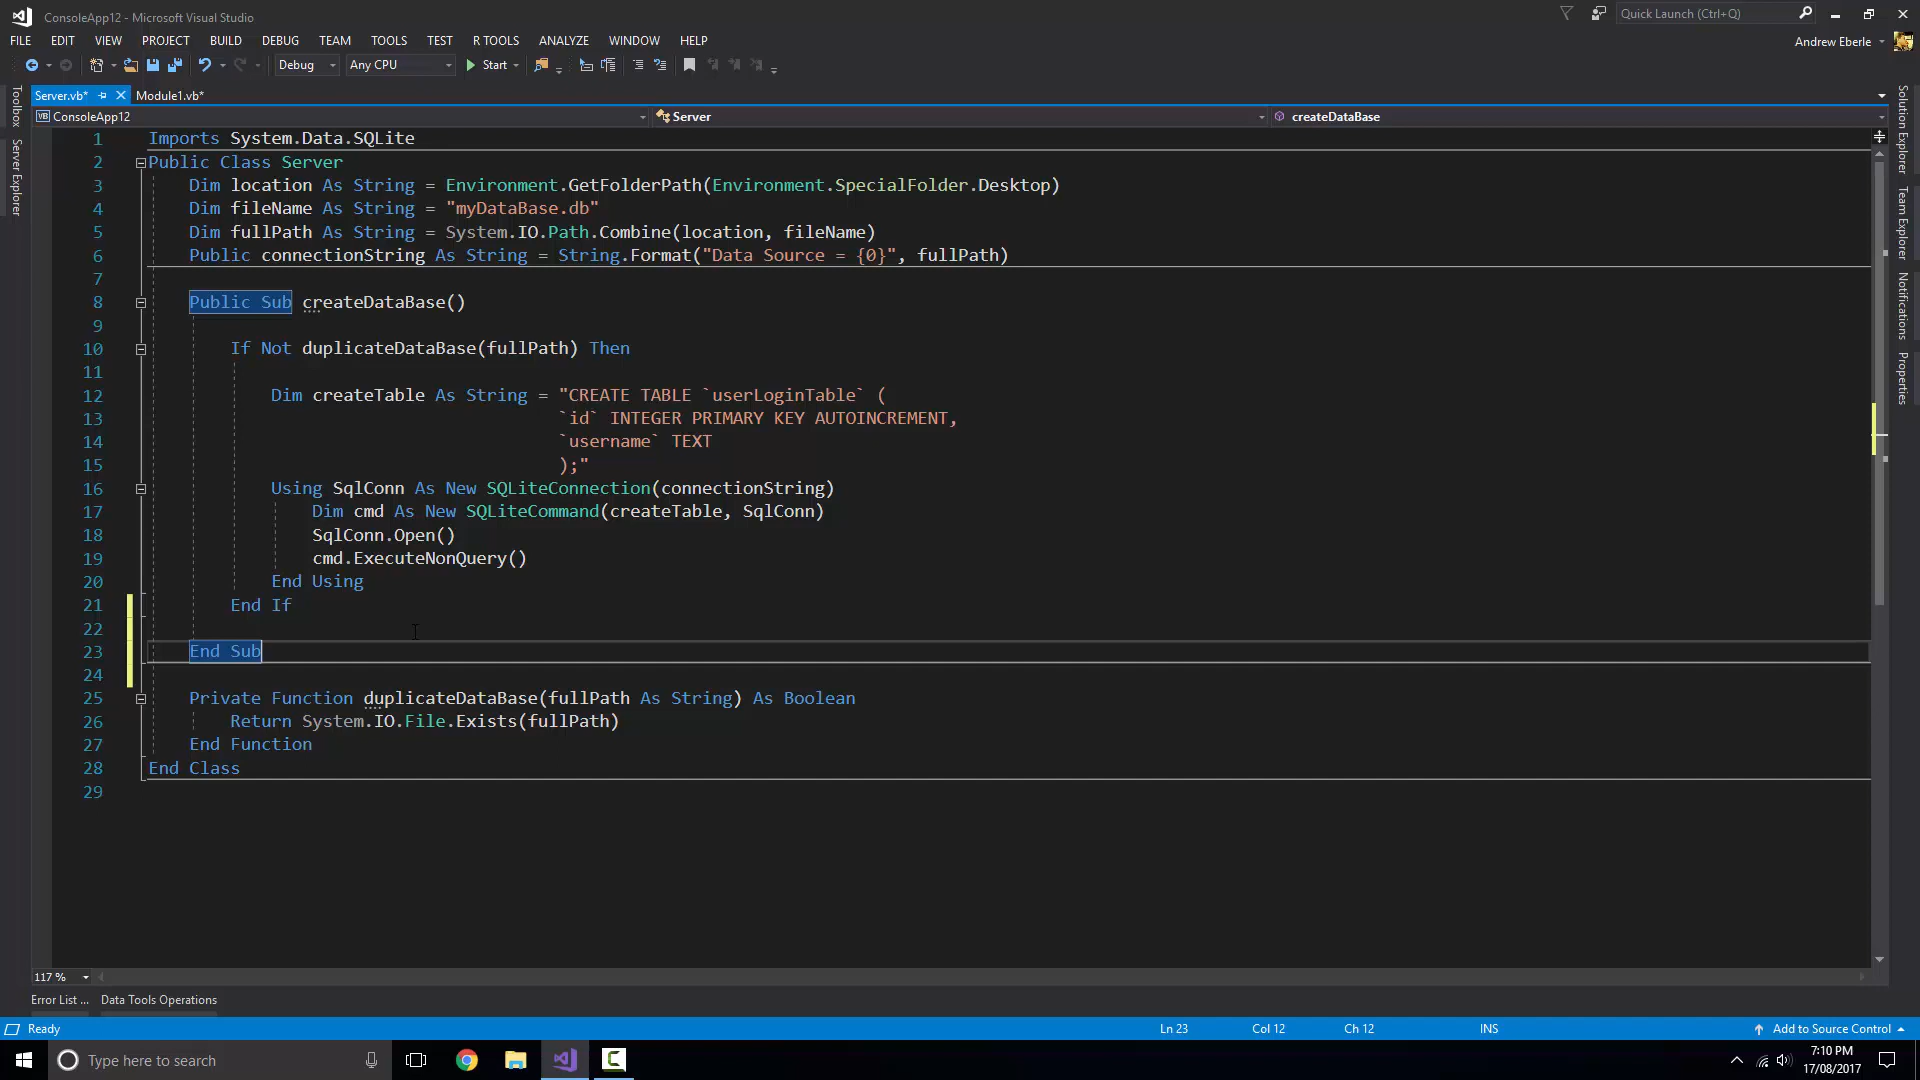 ConsoleApp12 - Microsoft Visual Studio
Quick Launch (Ctrl+Q)
FILE EDIT VIEW PROJECT BUILD DEBUG TEAM TOOLS TEST R TOOLS ANALYZE WINDOW HELP
Andrew Eberle
Debug Any CPU Start
Server.vb* Module1.vb*
VB ConsoleApp12 Server createDataBase
Toolbox
Server Explorer
Solution Explorer
Team Explorer
Notifications
Properties
1 Imports System.Data.SQLite
2 Public Class Server
3 Dim location As String = Environment.GetFolderPath(Environment.SpecialFolder.Desktop)
4 Dim fileName As String = "myDataBase.db"
5 Dim fullPath As String = System.IO.Path.Combine(location, fileName)
6 Public connectionString As String = String.Format("Data Source = {0}", fullPath)
7
8 Public Sub createDataBase()
9
10 If Not duplicateDataBase(fullPath) Then
11
12 Dim createTable As String = "CREATE TABLE `userLoginTable` (
13 `id` INTEGER PRIMARY KEY AUTOINCREMENT,
14 `username` TEXT
15 );"
16 Using SqlConn As New SQLiteConnection(connectionString)
17 Dim cmd As New SQLiteCommand(createTable, SqlConn)
18 SqlConn.Open()
19 cmd.ExecuteNonQuery()
20 End Using
21 End If
22
23 End Sub
24
25 Private Function duplicateDataBase(fullPath As String) As Boolean
26 Return System.IO.File.Exists(fullPath)
27 End Function
28 End Class
29
117 %
Error List ... Data Tools Operations
Ready Ln 23 Col 12 Ch 12 INS Add to Source Control
Type here to search
7:10 PM
17/08/2017